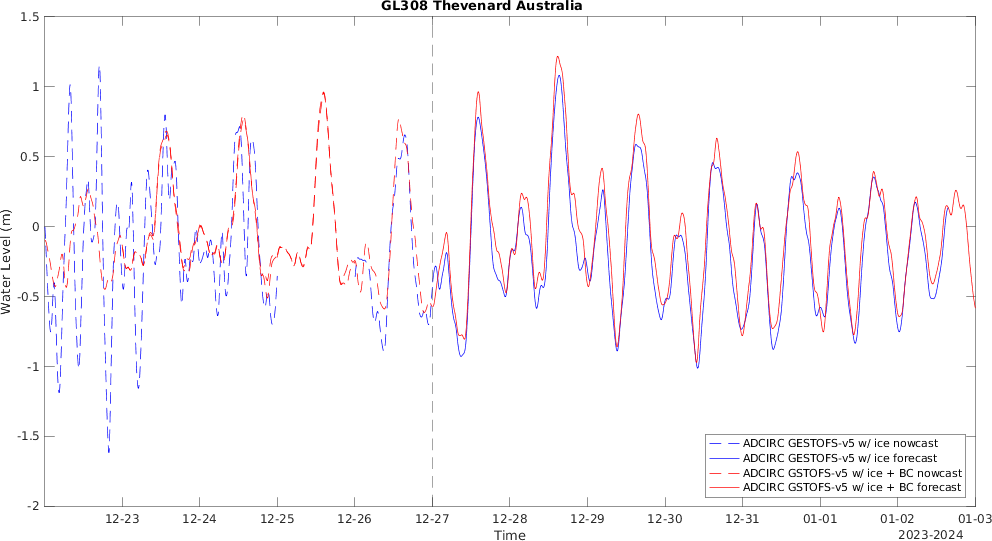 GL308 Thevenard Australia
1.5
1
0.5
0
-0.5
-1
-1.5
-2
Water Level (m)
12-23 12-24 12-25 12-26 12-27 12-28 12-29 12-30 12-31 01-01 01-02 01-03
Time
2023-2024
ADCIRC GESTOFS-v5 w/ ice nowcast
ADCIRC GESTOFS-v5 w/ ice forecast
ADCIRC GSTOFS-v5 w/ ice + BC nowcast
ADCIRC GSTOFS-v5 w/ ice + BC forecast